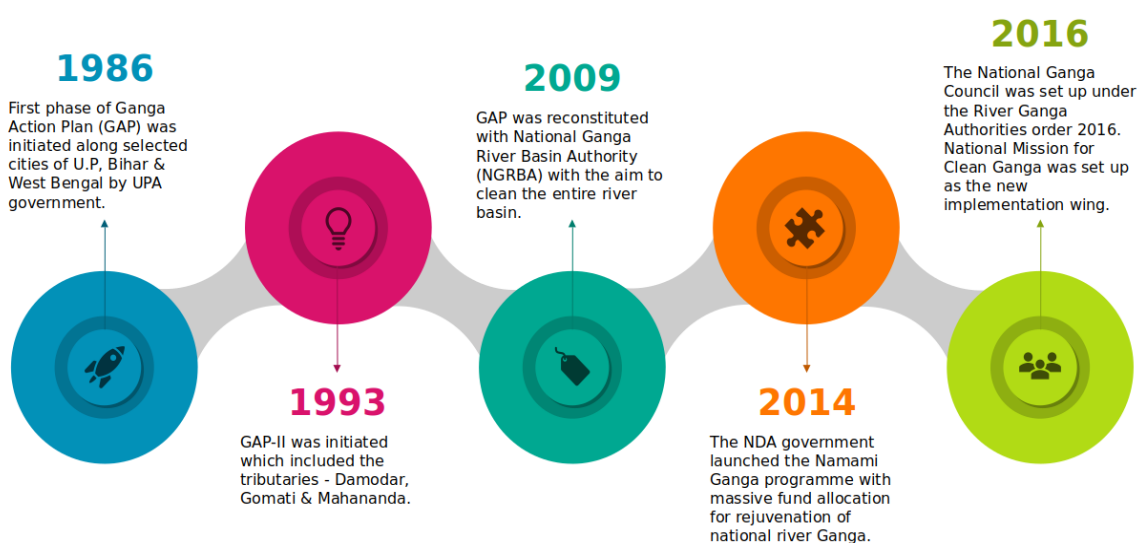 1986
First phase of Ganga
Action Plan (GAP) was
initiated along selected
cities of U.P, Bihar &
West Bengal by UPA
government.
1993
GAP-II was initiated
which included the
tributaries - Damodar,
Gomati & Mahananda.
2009
GAP was reconstituted
with National Ganga
River Basin Authority
(NGRBA) with the aim to
clean the entire river
basin.
2014
The NDA government
launched the Namami
Ganga programme with
massive fund allocation
for rejuvenation of
national river Ganga.
2016
The National Ganga
Council was set up under
the River Ganga
Authorities order 2016.
National Mission for
Clean Ganga was set up
as the new
implementation wing.